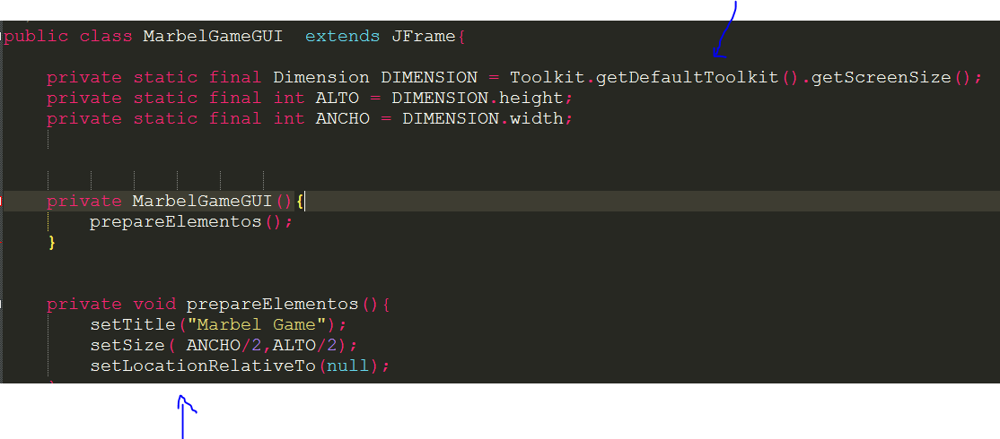 public class MarbelGameGUI  extends JFrame{
private static final Dimension DIMENSION = Toolkit.getDefaultToolkit().getScreenSize();
private static final int ALTO = DIMENSION.height;
private static final int ANCHO = DIMENSION.width;
private MarbelGameGUI(){
prepareElementos();
}
private void prepareElementos(){
setTitle("Marbel Game");
setSize( ANCHO/2,ALTO/2);
setLocationRelativeTo(null);